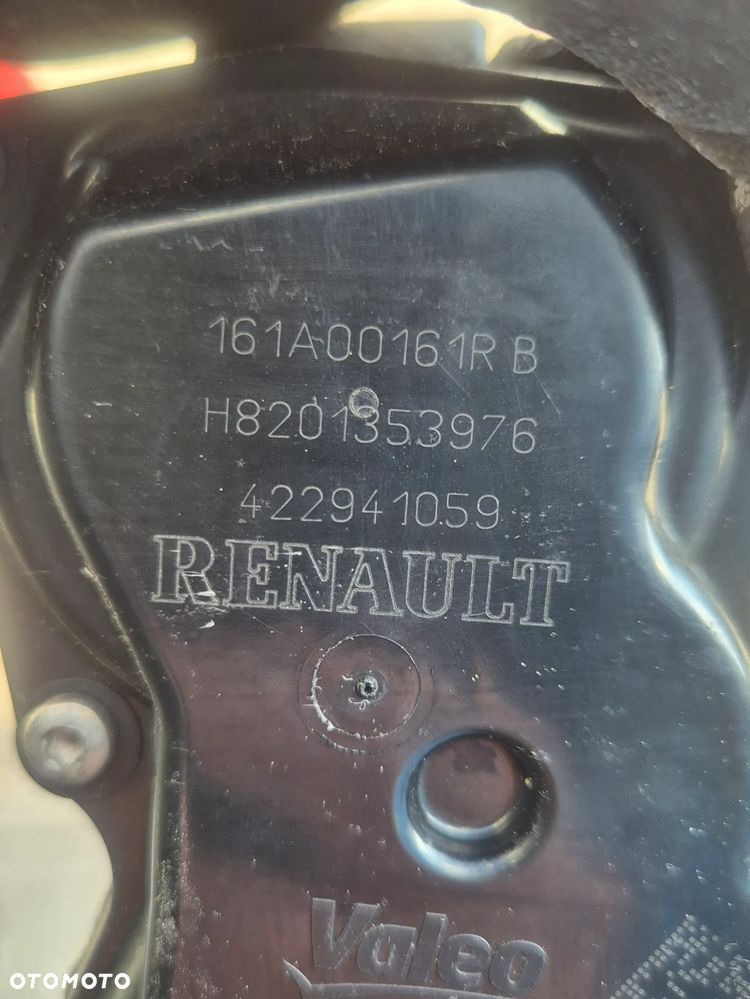 161A00161R B
H8201353976
422941059
RENAULT
Valeo
OTOMOTO